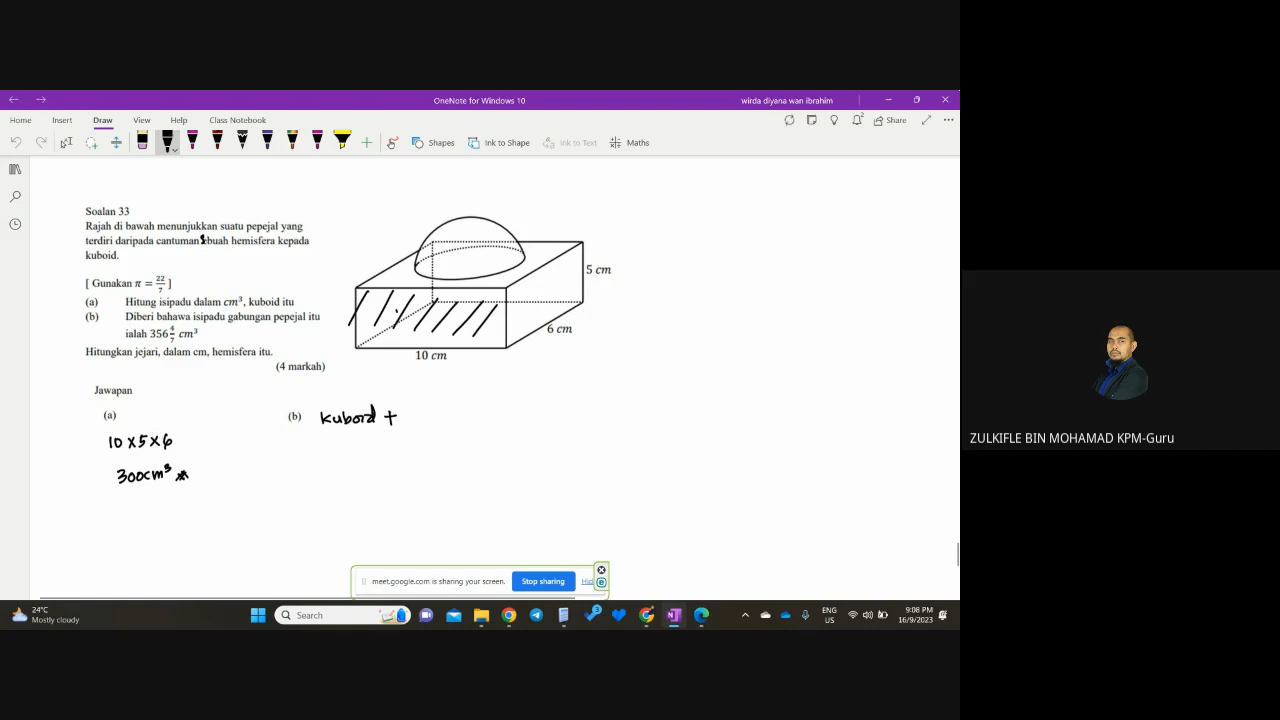 OneNote for Windows 10
wirda diyana wan ibrahim
Home Insert Draw View Help Class Notebook
Share
Shapes Ink to Shape Ink to Text Maths
Soalan 33
Rajah di bawah menunjukkan suatu pepejal yang
terdiri daripada cantuman sebuah hemisfera kepada
kuboid.
[ Gunakan π = 22/7 ]
(a) Hitung isipadu dalam cm³, kuboid itu
(b) Diberi bahawa isipadu gabungan pepejal itu
ialah 356 4/7 cm³
Hitungkan jejari, dalam cm, hemisfera itu.
(4 markah)
5 cm
6 cm
10 cm
Jawapan
(a)
10 x 5 x 6
300cm³
(b) kuboid +
ZULKIFLE BIN MOHAMAD KPM-Guru
meet.google.com is sharing your screen. Stop sharing
24°C
Mostly cloudy
Search
3
ENG
US
9:08 PM
16/9/2023